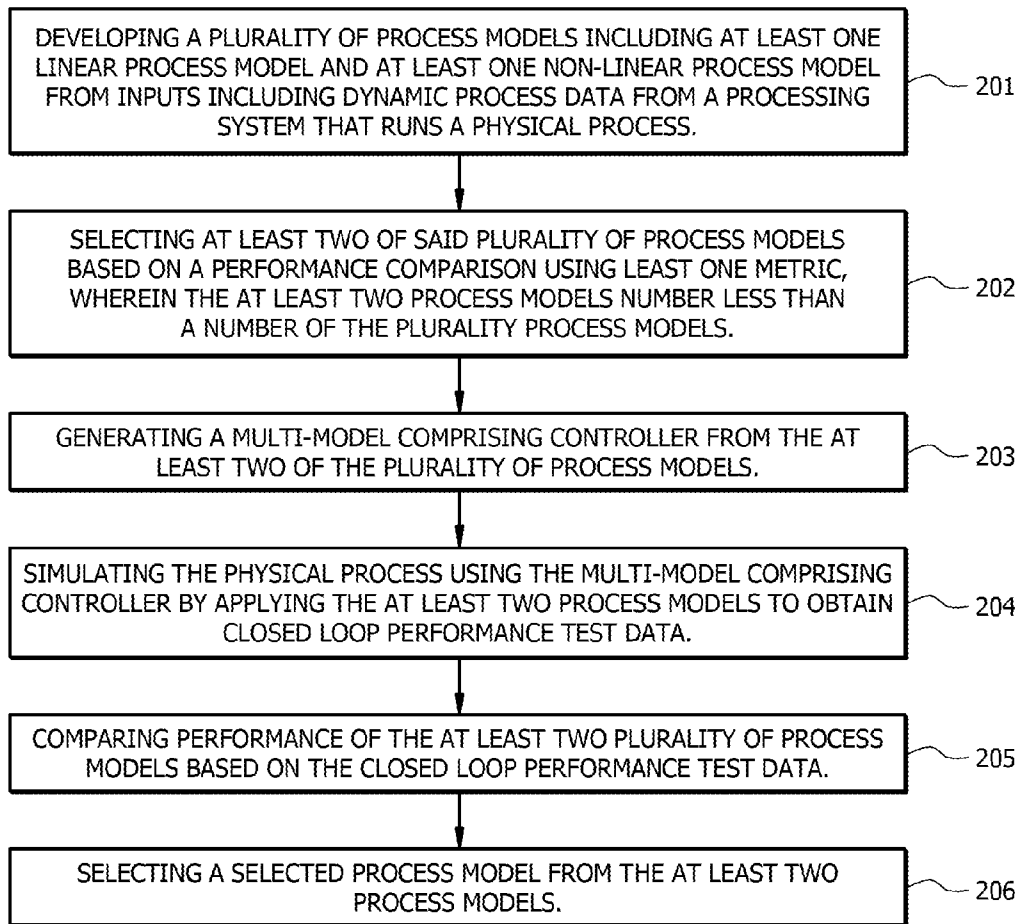 DEVELOPING A PLURALITY OF PROCESS MODELS INCLUDING AT LEAST ONE
LINEAR PROCESS MODEL AND AT LEAST ONE NON-LINEAR PROCESS MODEL
FROM INPUTS INCLUDING DYNAMIC PROCESS DATA FROM A PROCESSING
SYSTEM THAT RUNS A PHYSICAL PROCESS.
201
SELECTING AT LEAST TWO OF SAID PLURALITY OF PROCESS MODELS
BASED ON A PERFORMANCE COMPARISON USING LEAST ONE METRIC,
WHEREIN THE AT LEAST TWO PROCESS MODELS NUMBER LESS THAN
A NUMBER OF THE PLURALITY PROCESS MODELS.
202
GENERATING A MULTI-MODEL COMPRISING CONTROLLER FROM THE AT
LEAST TWO OF THE PLURALITY OF PROCESS MODELS.
203
SIMULATING THE PHYSICAL PROCESS USING THE MULTI-MODEL COMPRISING
CONTROLLER BY APPLYING THE AT LEAST TWO PROCESS MODELS TO OBTAIN
CLOSED LOOP PERFORMANCE TEST DATA.
204
COMPARING PERFORMANCE OF THE AT LEAST TWO PLURALITY OF PROCESS
MODELS BASED ON THE CLOSED LOOP PERFORMANCE TEST DATA.
205
SELECTING A SELECTED PROCESS MODEL FROM THE AT LEAST TWO
PROCESS MODELS.
206